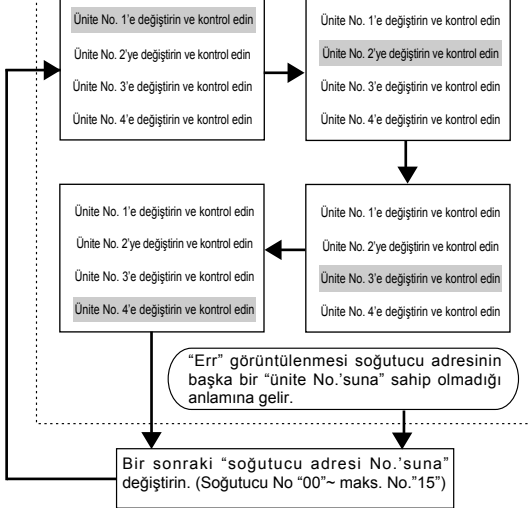 Ünite No. 1’e değiştirin ve kontrol edin
Ünite No. 2’ye değiştirin ve kontrol edin
Ünite No. 3’e değiştirin ve kontrol edin
Ünite No. 4’e değiştirin ve kontrol edin
Ünite No. 1’e değiştirin ve kontrol edin
Ünite No. 2’ye değiştirin ve kontrol edin
Ünite No. 3’e değiştirin ve kontrol edin
Ünite No. 4’e değiştirin ve kontrol edin
Ünite No. 1’e değiştirin ve kontrol edin
Ünite No. 2’ye değiştirin ve kontrol edin
Ünite No. 3’e değiştirin ve kontrol edin
Ünite No. 4’e değiştirin ve kontrol edin
Ünite No. 1’e değiştirin ve kontrol edin
Ünite No. 2’ye değiştirin ve kontrol edin
Ünite No. 3’e değiştirin ve kontrol edin
Ünite No. 4’e değiştirin ve kontrol edin
“Err” görüntülenmesi soğutucu adresinin
başka bir “ünite No.’suna” sahip olmadığı
anlamına gelir.
Bir sonraki “soğutucu adresi No.’suna”
değiştirin. (Soğutucu No “00”~ maks. No.”15”)